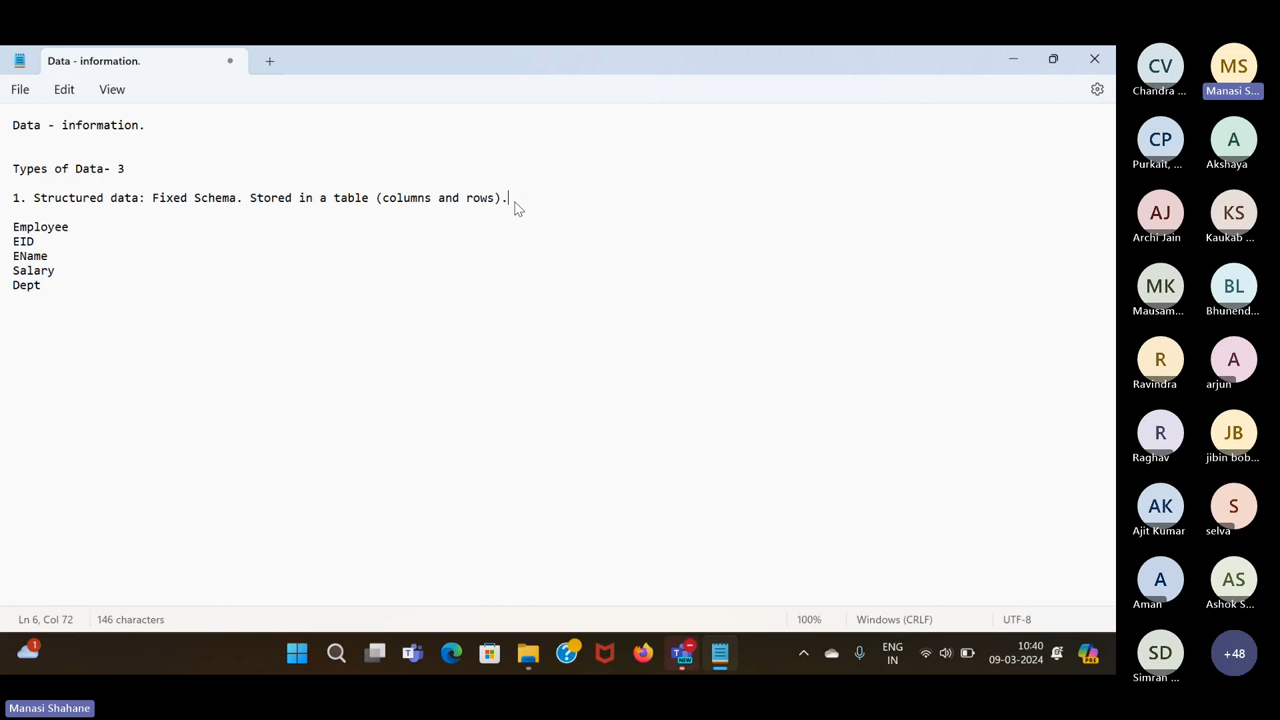 Data - information.
File Edit View
Data - information.
Types of Data- 3
1. Structured data: Fixed Schema. Stored in a table (columns and rows).
Employee
EID
EName
Salary
Dept
Ln 6, Col 72 146 characters 100% Windows (CRLF) UTF-8
1 NEW ENG IN 10:40 09-03-2024 PRE
Manasi Shahane
CV MS
Chandra ... Manasi S...
CP A
Purkait, ... Akshaya
AJ KS
Archi Jain Kaukab ...
MK BL
Mausam... Bhunend...
R A
Ravindra arjun
R JB
Raghav jibin bob...
AK S
Ajit Kumar selva
A AS
Aman Ashok S...
SD +48
Simran ...